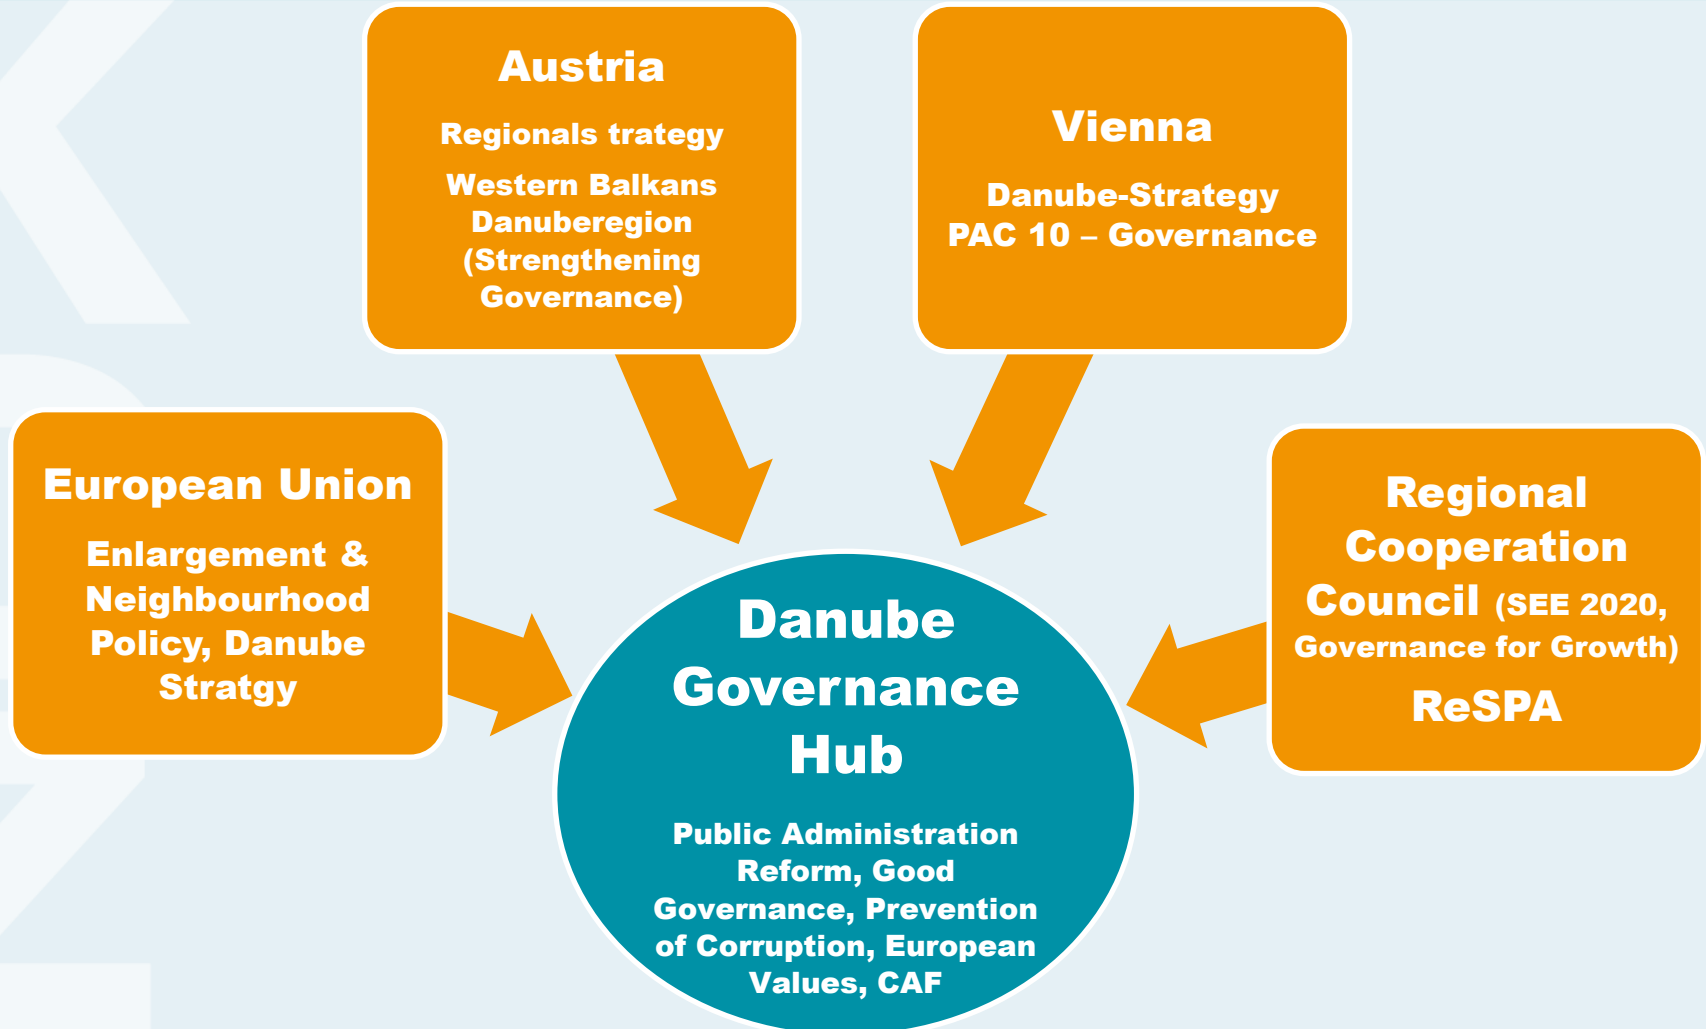 Austria
Regionals trategy
Western Balkans
Danuberegion
(Strengthening
Governance)
Vienna
Danube-Strategy
PAC 10 – Governance
European Union
Enlargement &
Neighbourhood
Policy, Danube
Stratgy
Regional
Cooperation
Council (SEE 2020,
Governance for Growth)
ReSPA
Danube
Governance
Hub
Public Administration
Reform, Good
Governance, Prevention
of Corruption, European
Values, CAF